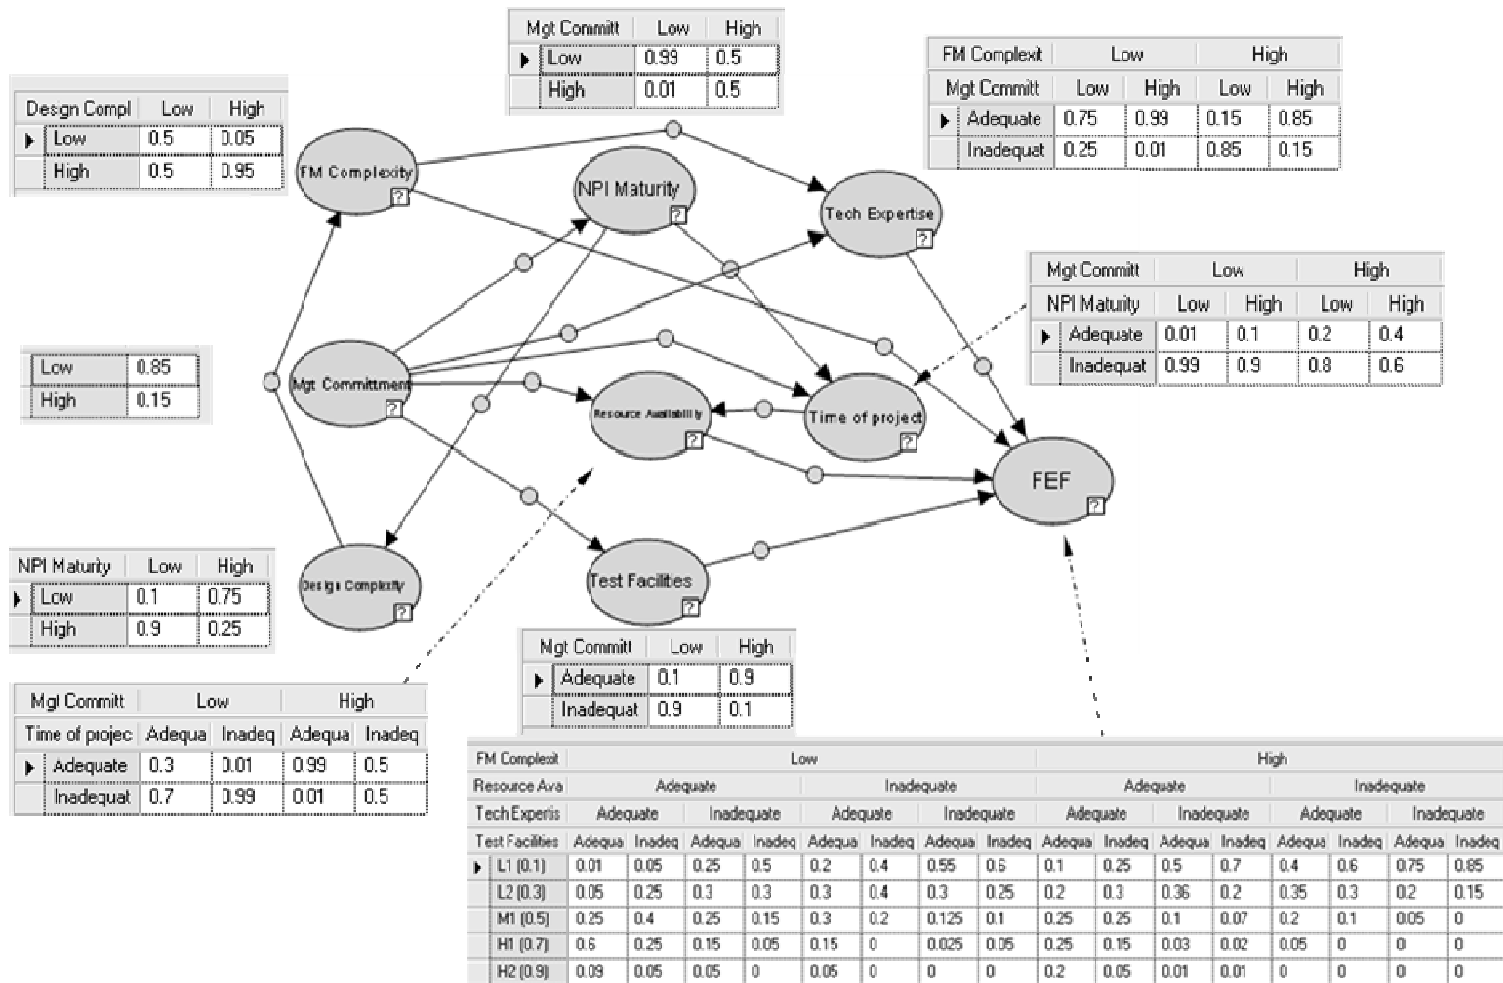 Mgt Committ Low High
Low 0.99 0.5
High 0.01 0.5
FM Complexit Low High
Mgt Committ Low High Low High
Adequate 0.75 0.99 0.15 0.85
Inadequat 0.25 0.01 0.85 0.15
Design Compl Low High
Low 0.5 0.05
High 0.5 0.95
FM Complexity
?
NPI Maturity
?
Tech Expertise
?
Mgt Committ Low High
NPI Maturity Low High Low High
Adequate 0.01 0.1 0.2 0.4
Inadequat 0.99 0.9 0.8 0.6
Low 0.85
High 0.15
Mgt Committment
?
Resource Availability
?
Time of project
?
FEF
?
NPI Maturity Low High
Low 0.1 0.75
High 0.9 0.25
Design Complexity
?
Test Facilities
?
Mgt Committ Low High
Adequate 0.1 0.9
Inadequat 0.9 0.1
Mgt Committ Low High
Time of projec Adequa Inadeq Adequa Inadeq
Adequate 0.3 0.01 0.99 0.5
Inadequat 0.7 0.99 0.01 0.5
FM Complexit Low High
Resource Ava Adequate Inadequate Adequate Inadequate
Tech Expertis Adequate Inadequate Adequate Inadequate Adequate Inadequate Adequate Inadequate
Test Facilities Adequa Inadeq Adequa Inadeq Adequa Inadeq Adequa Inadeq Adequa Inadeq Adequa Inadeq Adequa Inadeq Adequa Inadeq
L1 (0.1) 0.01 0.05 0.25 0.5 0.2 0.4 0.55 0.6 0.1 0.25 0.5 0.7 0.4 0.6 0.75 0.85
L2 (0.3) 0.05 0.25 0.3 0.3 0.3 0.4 0.3 0.25 0.2 0.3 0.36 0.2 0.35 0.3 0.2 0.15
M1 (0.5) 0.25 0.4 0.25 0.15 0.3 0.2 0.125 0.1 0.25 0.25 0.1 0.07 0.2 0.1 0.05 0
H1 (0.7) 0.6 0.25 0.15 0.05 0.15 0 0.025 0.05 0.25 0.15 0.03 0.02 0.05 0 0 0
H2 (0.9) 0.09 0.05 0.05 0 0.05 0 0 0 0.2 0.05 0.01 0.01 0 0 0 0